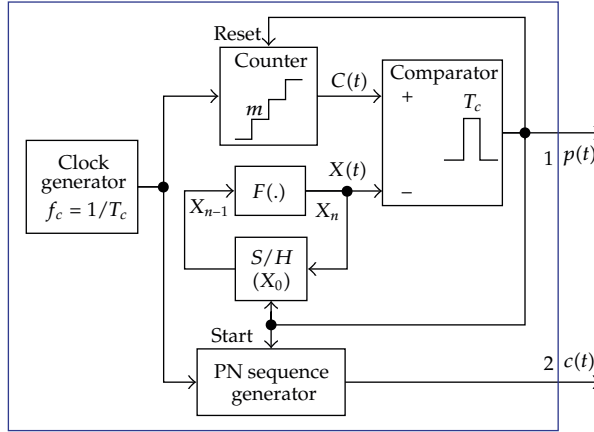 Reset
Counter
m
C(t)
Comparator
+
T_c
−
1 p(t)
Clock
generator
f_c = 1/T_c
X_{n−1}
F(.)
X(t)
X_n
S/H
(X_0)
Start
PN sequence
generator
2 c(t)